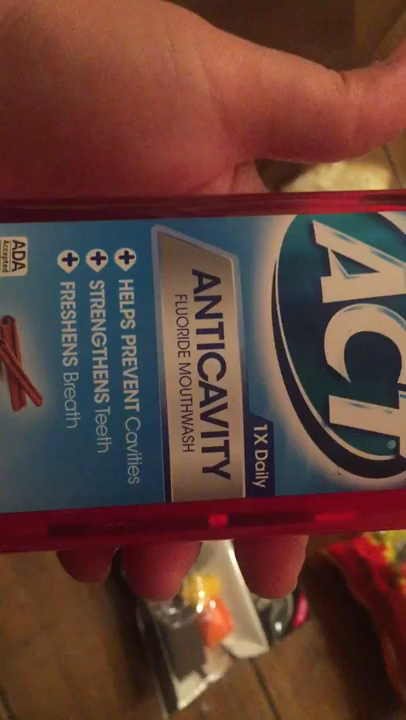 ACT®
1X Daily
ANTICAVITY
FLUORIDE MOUTHWASH
HELPS PREVENT Cavities
STRENGTHENS Teeth
FRESHENS Breath
ADA
Accepted